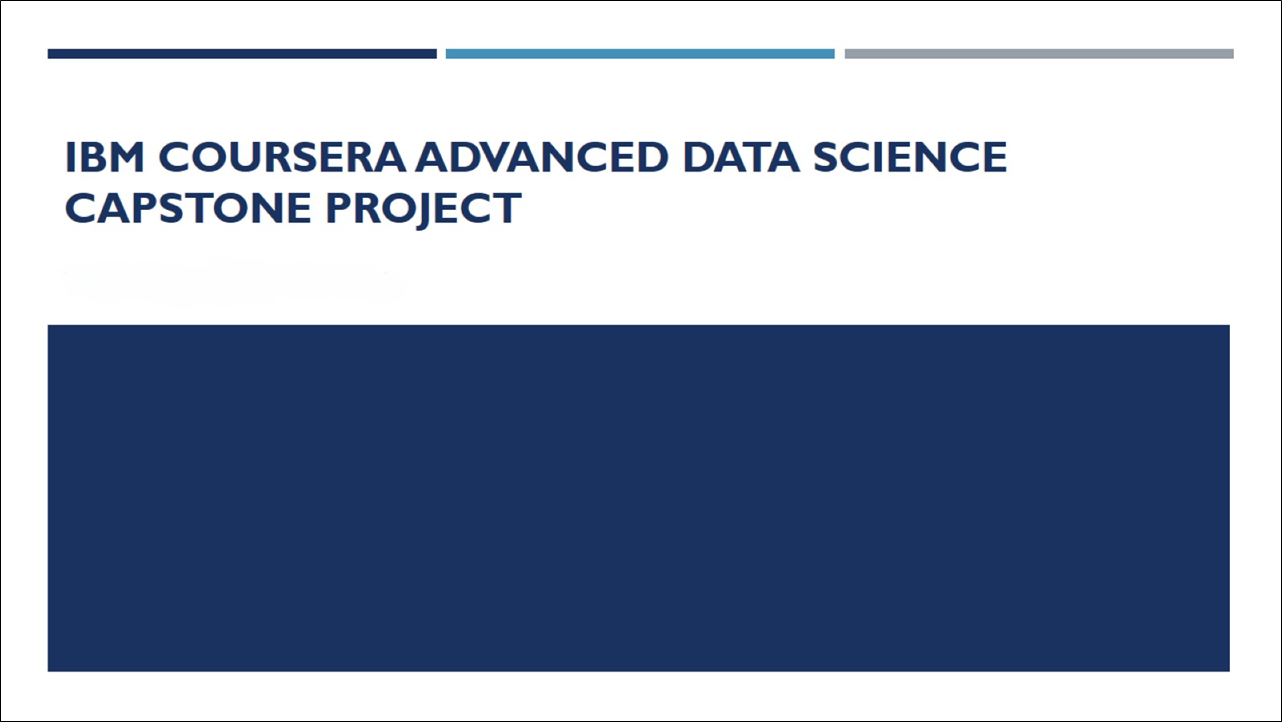 IBM COURSERA ADVANCED DATA SCIENCE
CAPSTONE PROJECT